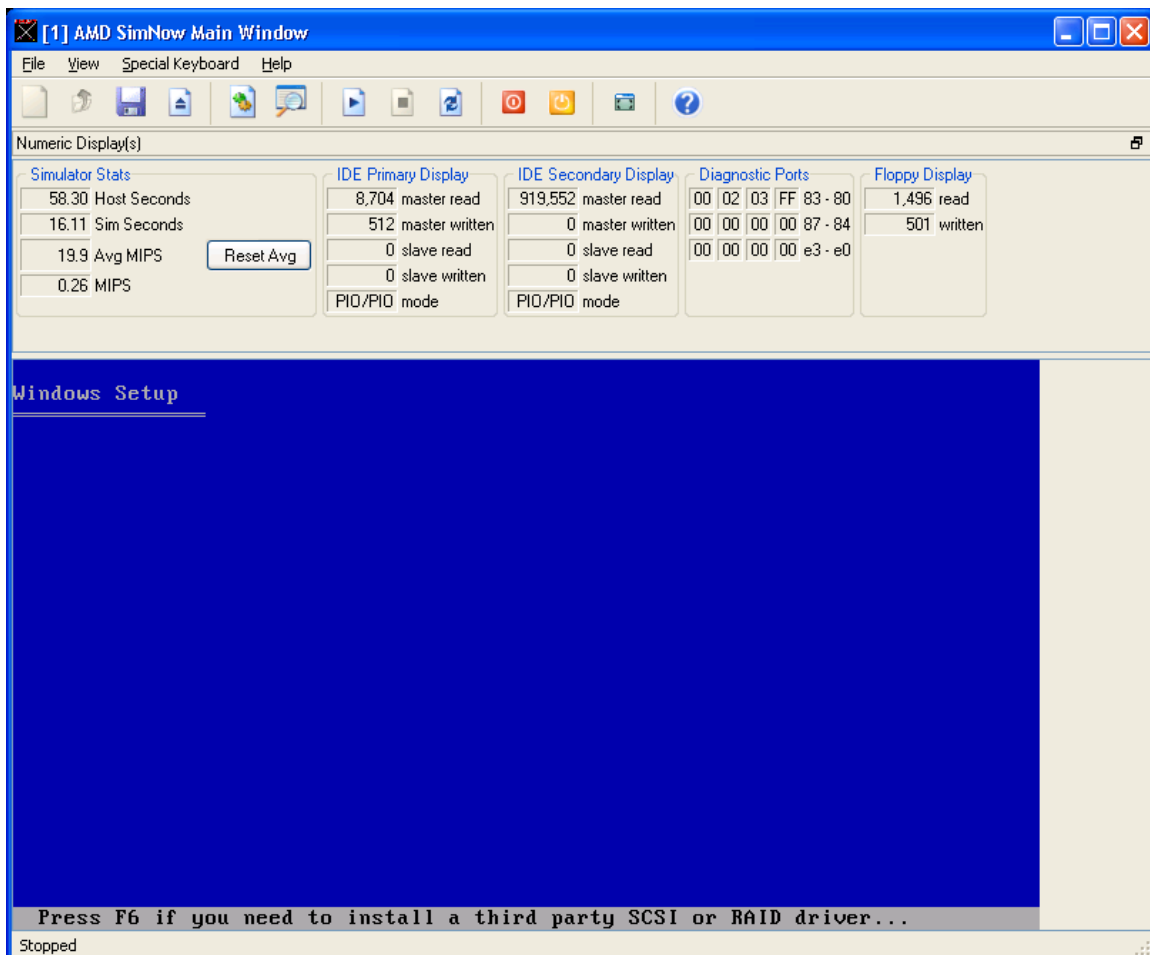 [1] AMD SimNow Main Window
File View Special Keyboard Help
Numeric Display(s)
Simulator Stats
58.30 Host Seconds
16.11 Sim Seconds
19.9 Avg MIPS Reset Avg
0.26 MIPS
IDE Primary Display
8,704 master read
512 master written
0 slave read
0 slave written
PIO/PIO mode
IDE Secondary Display
919,552 master read
0 master written
0 slave read
0 slave written
PIO/PIO mode
Diagnostic Ports
00 02 03 FF 83 - 80
00 00 00 00 87 - 84
00 00 00 00 e3 - e0
Floppy Display
1,496 read
501 written
Windows Setup
Press F6 if you need to install a third party SCSI or RAID driver...
Stopped